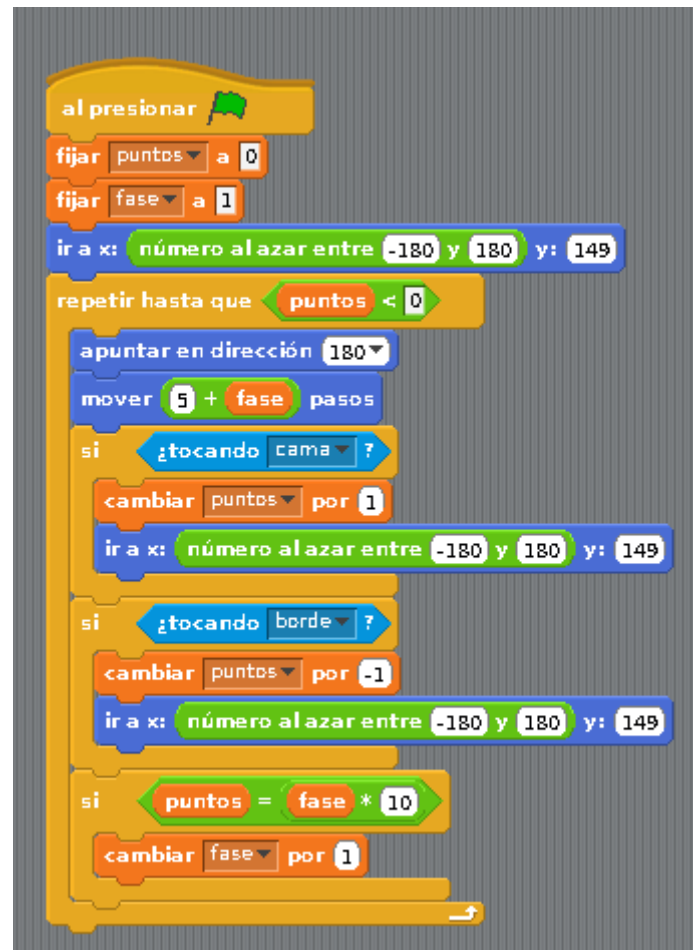 al presionar
fijar puntos a 0
fijar fase a 1
ir a x: número al azar entre -180 y 180 y: 149
repetir hasta que puntos < 0
apuntar en dirección 180
mover 5 + fase pasos
si ¿tocando cama ?
cambiar puntos por 1
ir a x: número al azar entre -180 y 180 y: 149
si ¿tocando borde ?
cambiar puntos por -1
ir a x: número al azar entre -180 y 180 y: 149
si puntos = fase * 10
cambiar fase por 1